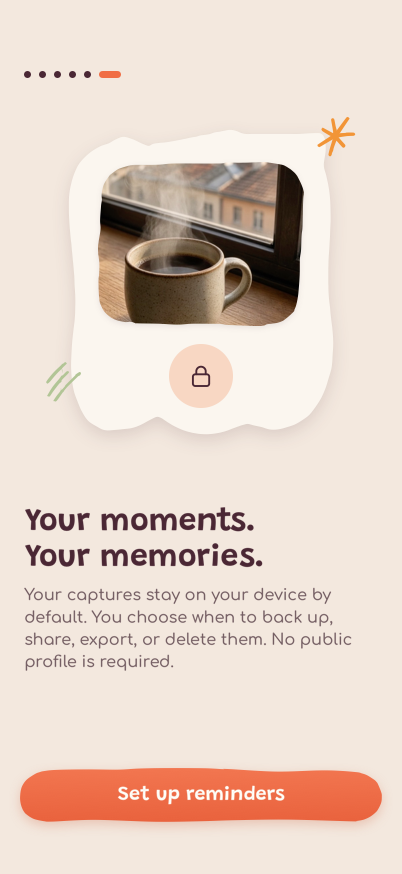 Your moments.
Your memories.
Your captures stay on your device by
default. You choose when to back up,
share, export, or delete them. No public
profile is required.
Set up reminders